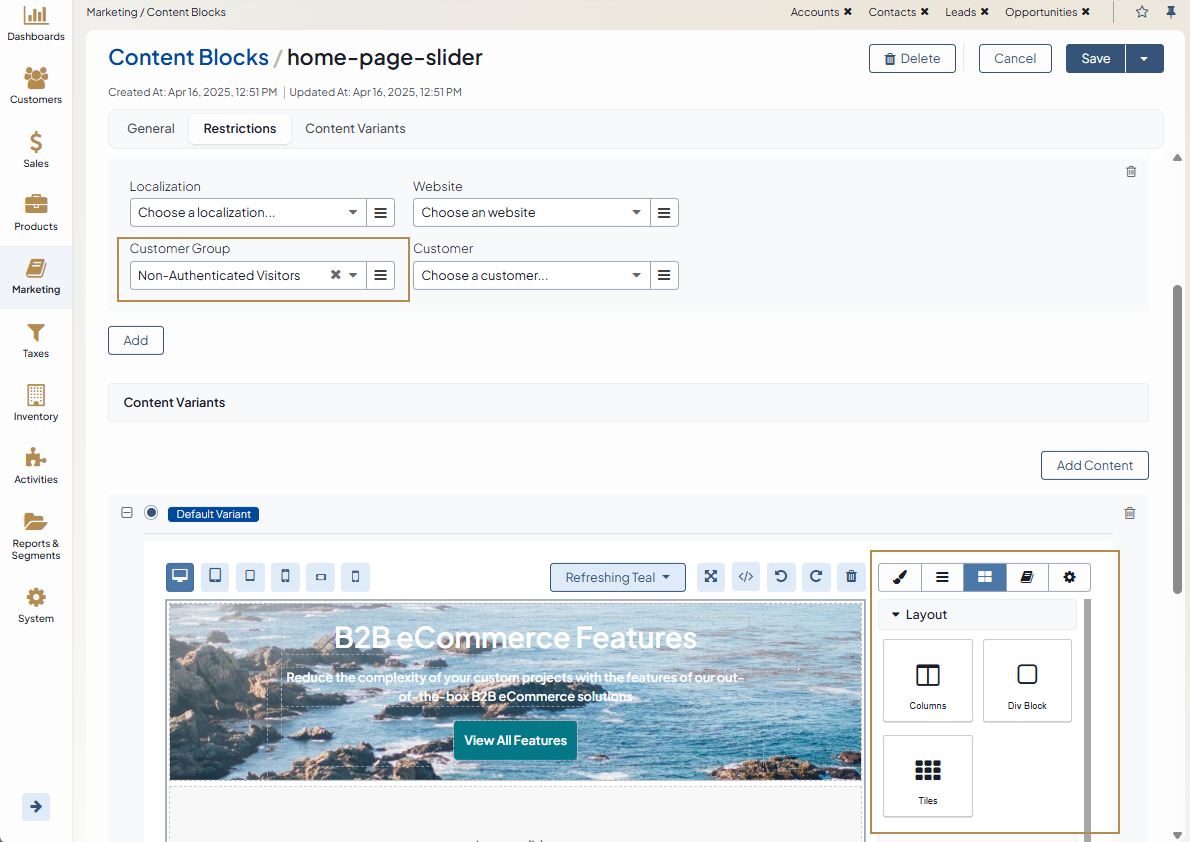 Marketing / Content Blocks
Accounts ✖ Contacts ✖ Leads ✖ Opportunities ✖
Dashboards
Customers
Sales
Products
Marketing
Taxes
Inventory
Activities
Reports &
Segments
System
Content Blocks / home-page-slider
Delete
Cancel
Save
Created At: Apr 16, 2025, 12:51 PM | Updated At: Apr 16, 2025, 12:51 PM
General Restrictions Content Variants
Localization Website
Choose a localization... Choose an website
Customer Group Customer
Non-Authenticated Visitors ✖ Choose a customer...
Add
Content Variants
Add Content
Default Variant
Refreshing Teal
</>
Layout
Columns Div Block
Tiles
B2B eCommerce Features
Reduce the complexity of your custom projects with the features of our out-
of-the-box B2B eCommerce solutions
View All Features